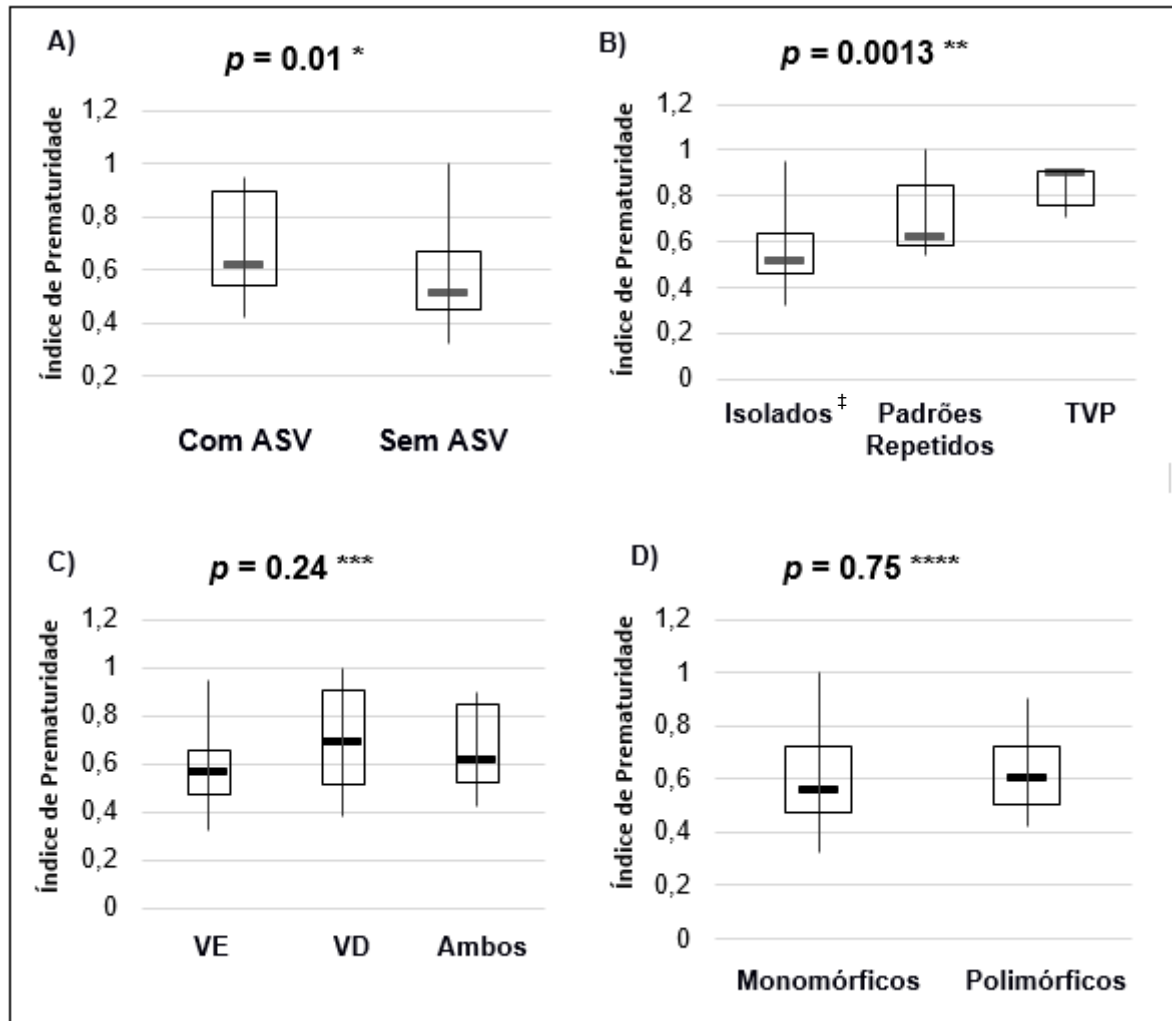 A)
p = 0.01 *
Índice de Prematuridade
1,2
1
0,8
0,6
0,4
0,2
Com ASV Sem ASV
B)
p = 0.0013 **
Índice de Prematuridade
1,2
1
0,8
0,6
0,4
0,2
0
Isolados ‡ Padrões Repetidos TVP
C)
p = 0.24 ***
Índice de Prematuridade
1,2
1
0,8
0,6
0,4
0,2
0
VE VD Ambos
D)
p = 0.75 ****
Índice de Prematuridade
1,2
1
0,8
0,6
0,4
0,2
0
Monomórficos Polimórficos